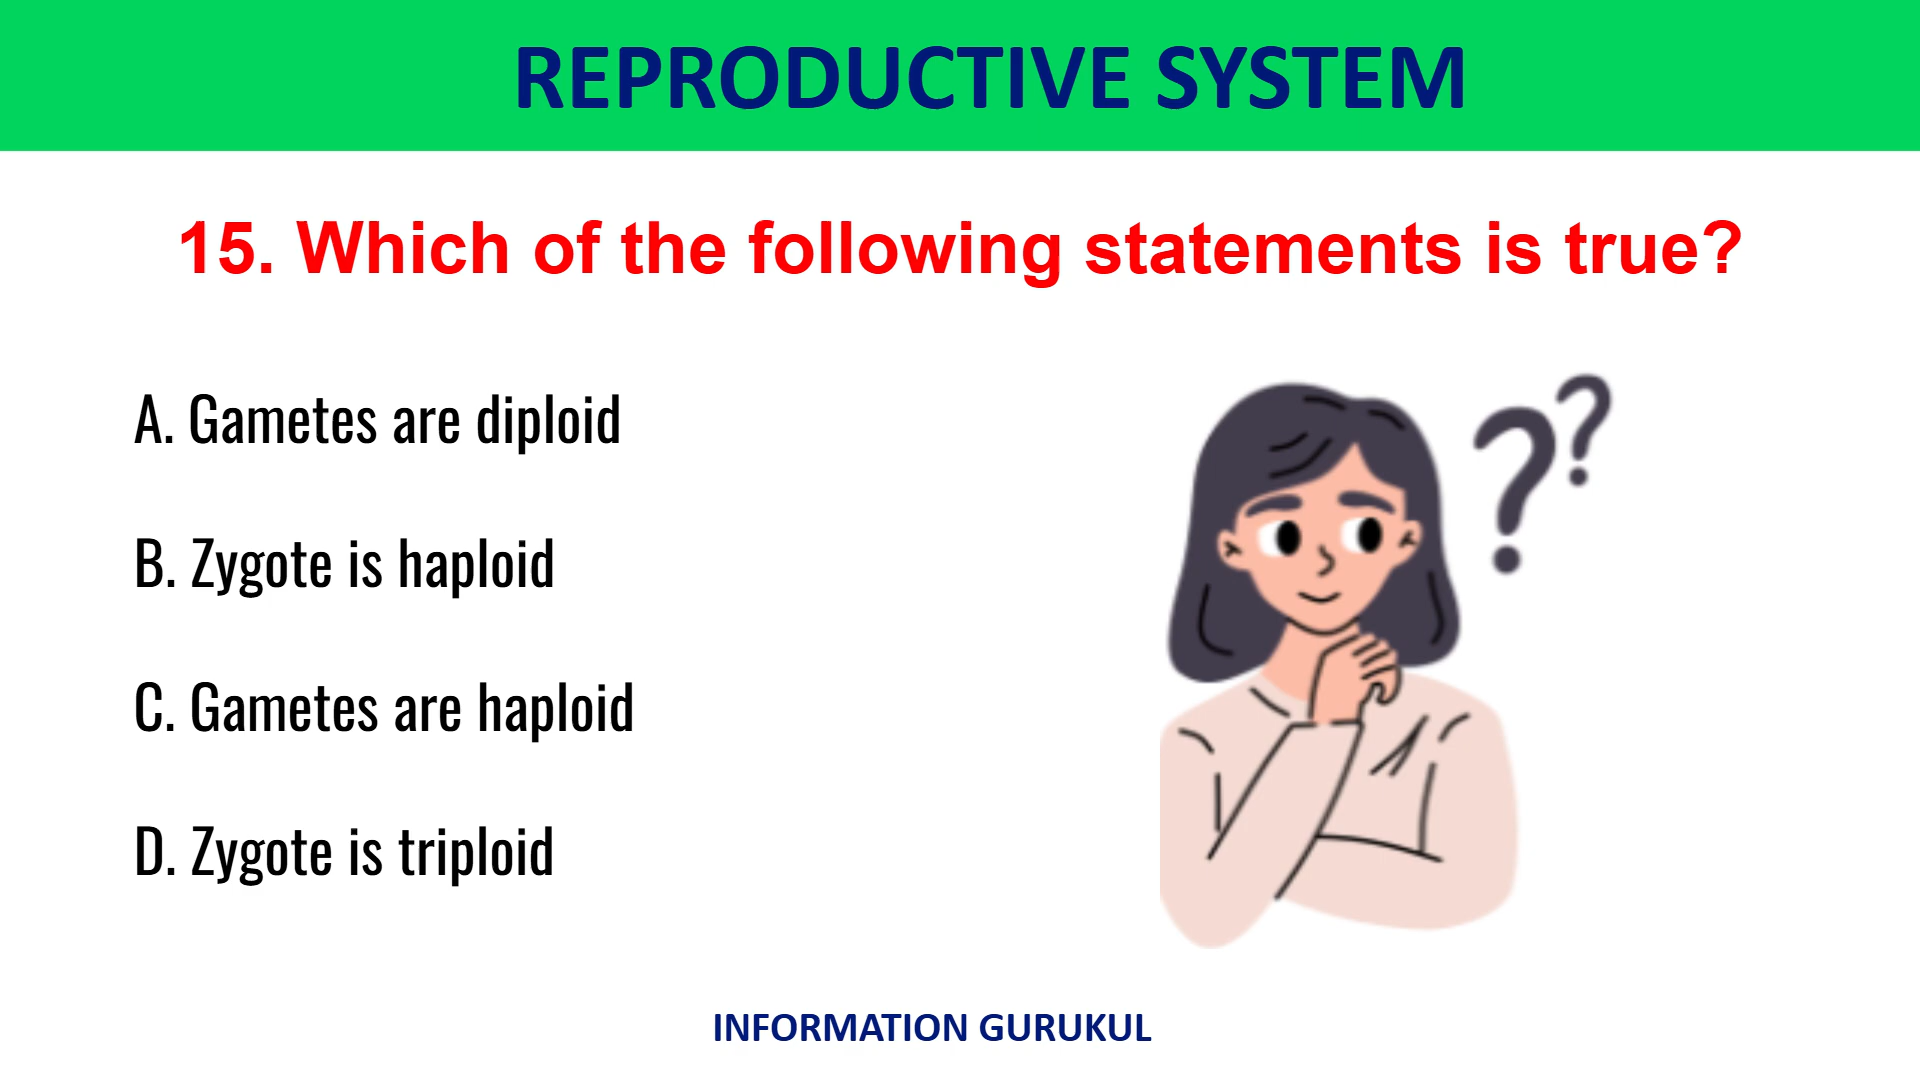 REPRODUCTIVE SYSTEM
15. Which of the following statements is true?
A. Gametes are diploid
B. Zygote is haploid
C. Gametes are haploid
D. Zygote is triploid
??
INFORMATION GURUKUL